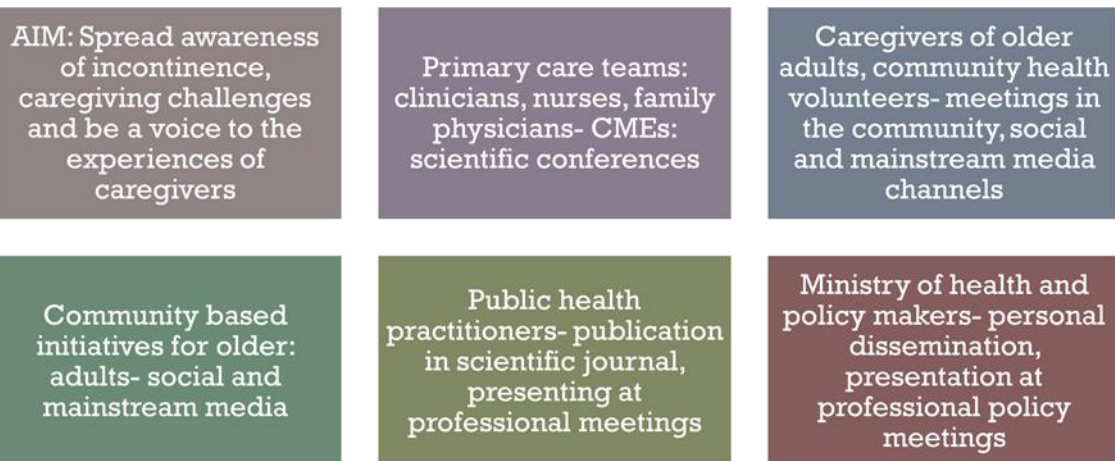 AIM: Spread awareness
of incontinence,
caregiving challenges
and be a voice to the
experiences of
caregivers
Primary care teams:
clinicians, nurses, family
physicians- CMEs:
scientific conferences
Caregivers of older
adults, community health
volunteers- meetings in
the community, social
and mainstream media
channels
Community based
initiatives for older:
adults- social and
mainstream media
Public health
practitioners- publication
in scientific journal,
presenting at
professional meetings
Ministry of health and
policy makers- personal
dissemination,
presentation at
professional policy
meetings